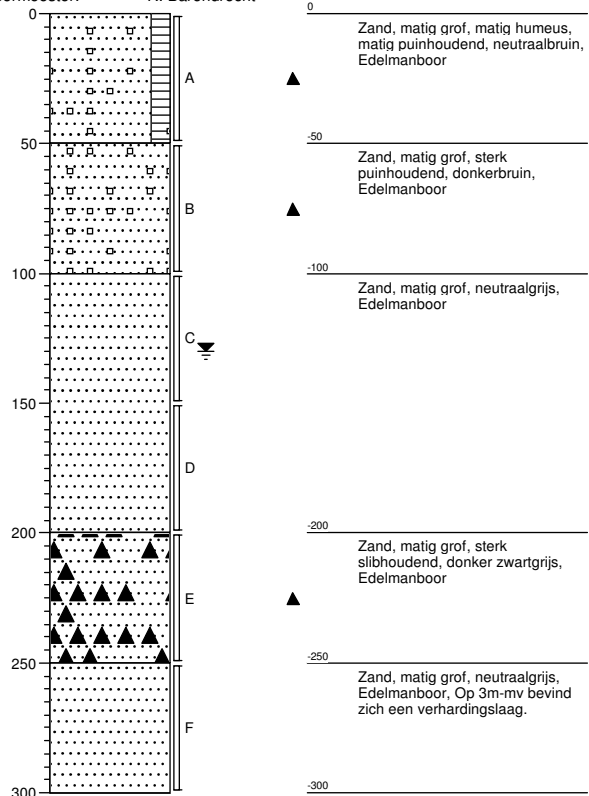 0
50
100
150
200
250
300
A
B
C
D
E
F
0
Zand, matig grof, matig humeus,
matig puinhoudend, neutraalbruin,
Edelmanboor
-50
Zand, matig grof, sterk
puinhoudend, donkerbruin,
Edelmanboor
-100
Zand, matig grof, neutraalgrijs,
Edelmanboor
-200
Zand, matig grof, sterk
slibhoudend, donker zwartgrijs,
Edelmanboor
-250
Zand, matig grof, neutraalgrijs,
Edelmanboor, Op 3m-mv bevind
zich een verhardingslaag.
-300